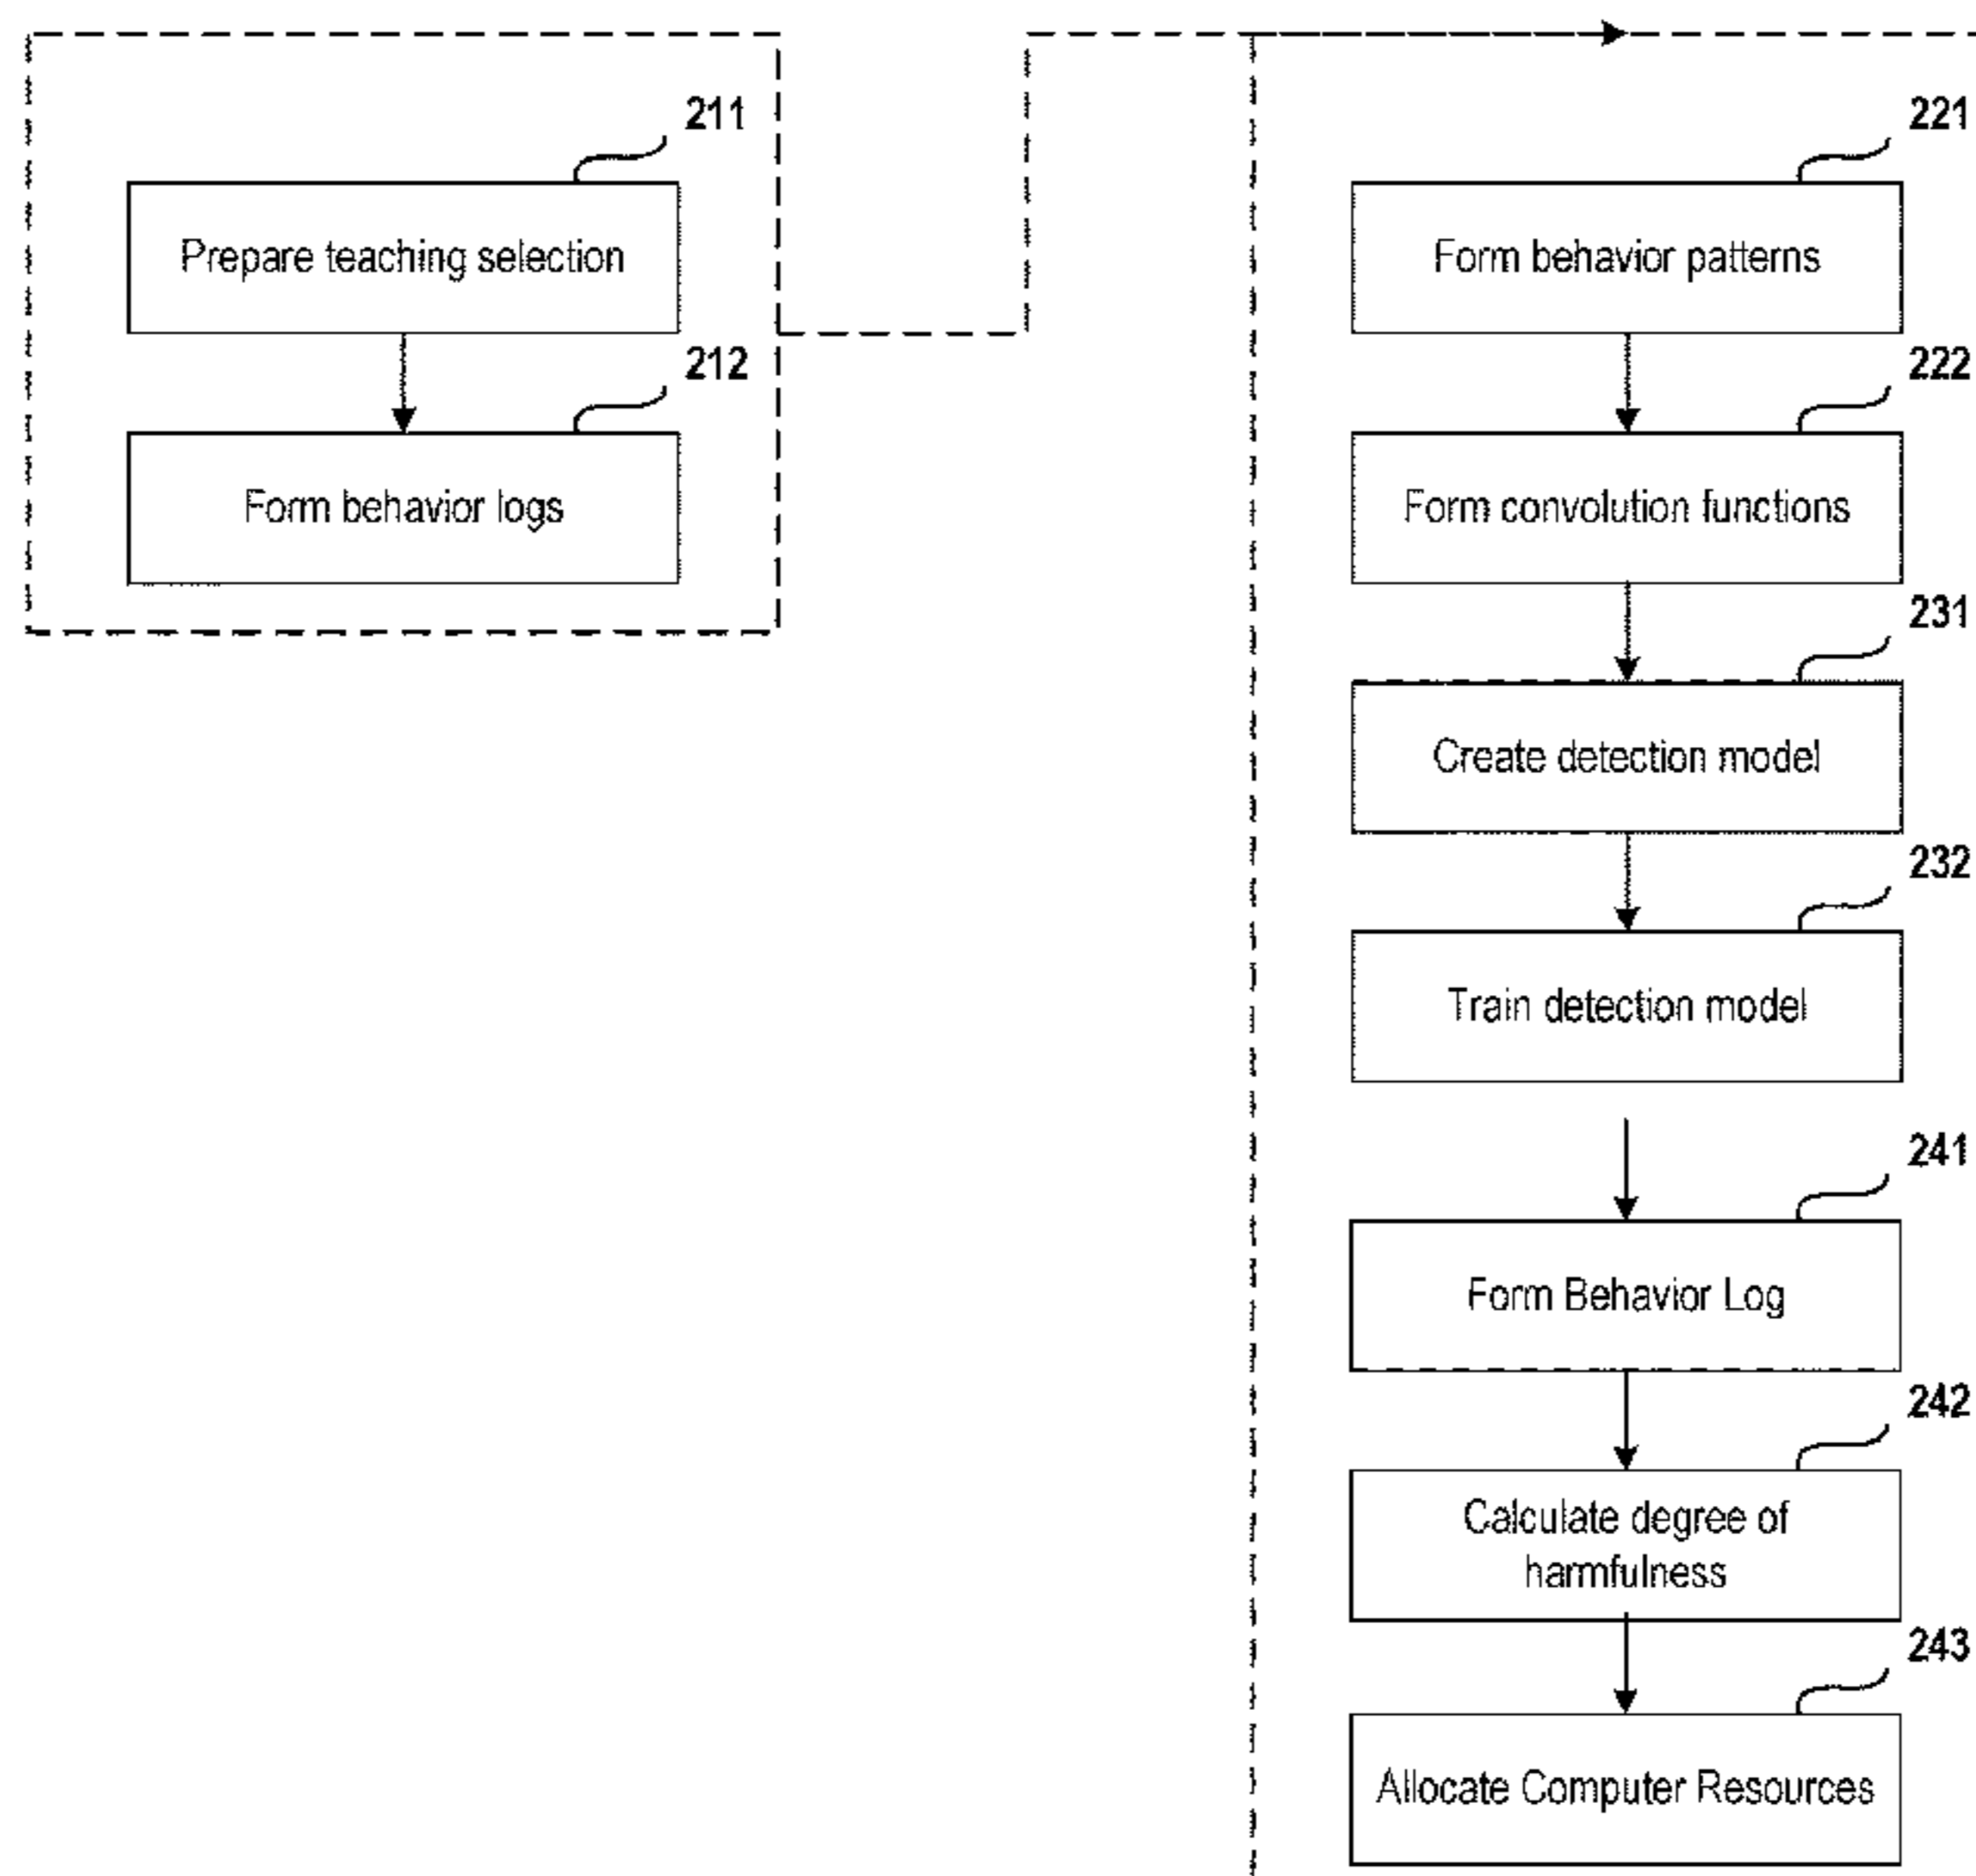 211
Prepare teaching selection
212
Form behavior logs
221
Form behavior patterns
222
Form convolution functions
231
Create detection model
232
Train detection model
241
Form Behavior Log
242
Calculate degree of
harmfulness
243
Allocate Computer Resources